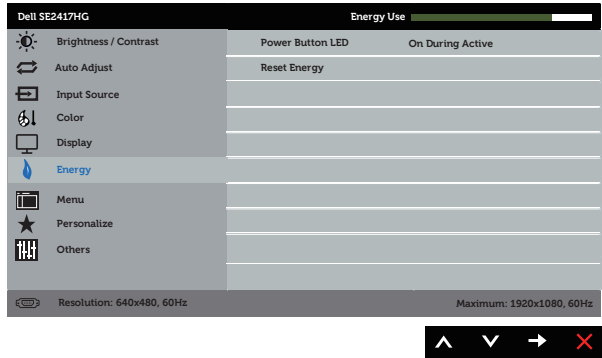 Dell SE2417HG Energy Use
Brightness / Contrast Power Button LED On During Active
Auto Adjust Reset Energy
Input Source
Color
Display
Energy
Menu
Personalize
Others
Resolution: 640x480, 60Hz Maximum: 1920x1080, 60Hz